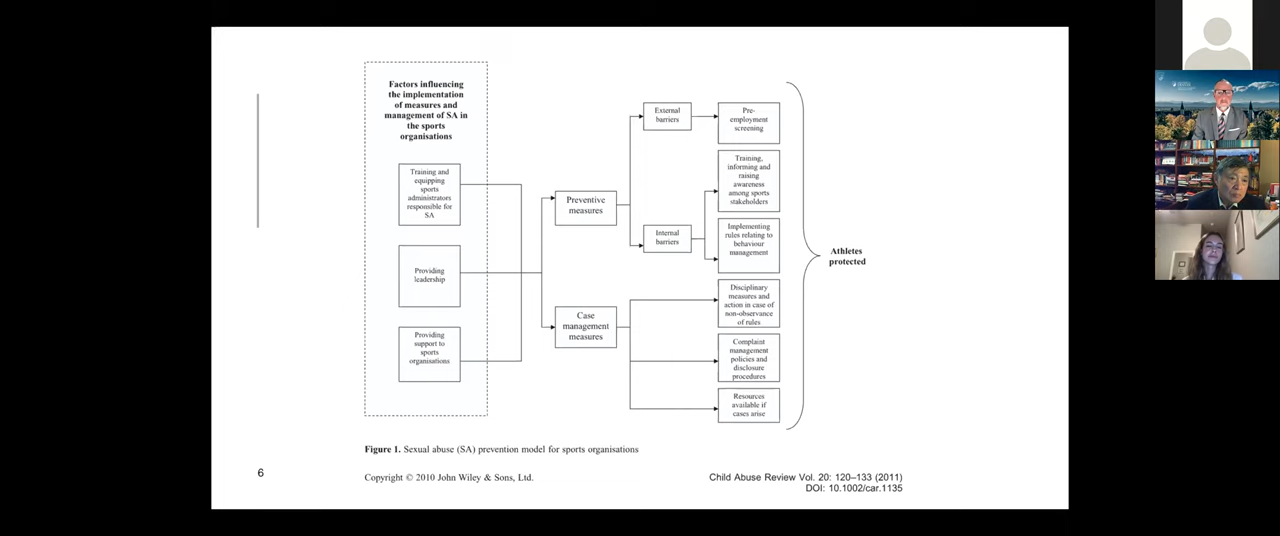 Factors influencing
the implementation
of measures and
management of SA in
the sports
organisations
Training and
equipping
sports
administrators
responsible for
SA
Providing
leadership
Providing
support to
sports
organisations
Preventive
measures
Case
management
measures
External
barriers
Internal
barriers
Pre-
employment
screening
Training,
informing and
raising
awareness
among sports
stakeholders
Implementing
rules relating to
behaviour
management
Disciplinary
measures and
action in case of
non-observance
of rules
Complaint
management
policies and
disclosure
procedures
Resources
available if
cases arise
Athletes
protected
Figure 1. Sexual abuse (SA) prevention model for sports organisations
6
Copyright © 2010 John Wiley & Sons, Ltd.
Child Abuse Review Vol. 20: 120–133 (2011)
DOI: 10.1002/car.1135